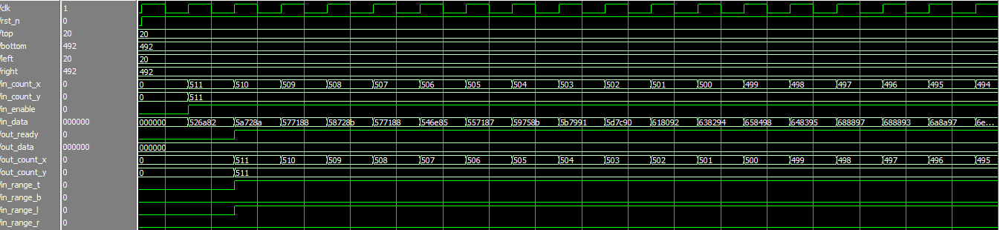 /clk 1
/rst_n 0
/top 20 20
/bottom 492 492
/left 20 20
/right 492 492
/in_count_x 0 0 511 510 509 508 507 506 505 504 503 502 501 500 499 498 497 496 495 494
/in_count_y 0 0 511
/in_enable 0
/in_data 000000 000000 526a82 5a728a 577188 58728b 577188 546e85 557187 59758b 5b7991 5d7c90 618092 638294 658498 648395 688897 688893 6a8a97 6e...
/out_ready 0
/out_data 000000 000000
/out_count_x 0 0 511 510 509 508 507 506 505 504 503 502 501 500 499 498 497 496 495
/out_count_y 0 0 511
/in_range_t 0
/in_range_b 0
/in_range_l 0
/in_range_r 0